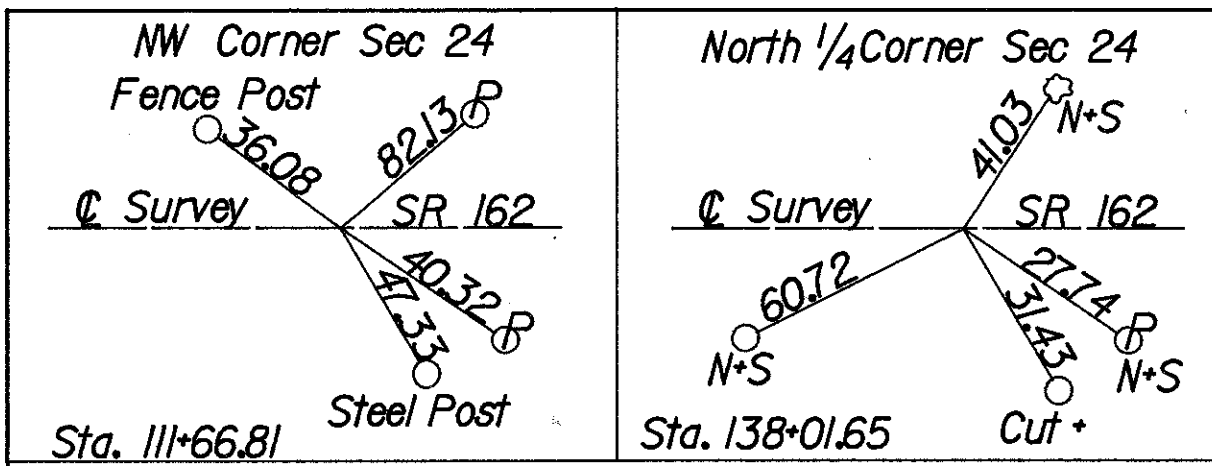 NW Corner Sec 24
Fence Post
P
36.08
82.13
℄ Survey
SR 162
40.32
47.33
P
Steel Post
Sta. 111+66.81
North 1/4 Corner Sec 24
N+S
41.03
℄ Survey
SR 162
60.72
27.74
31.43
P
N+S
N+S
Cut +
Sta. 138+01.65